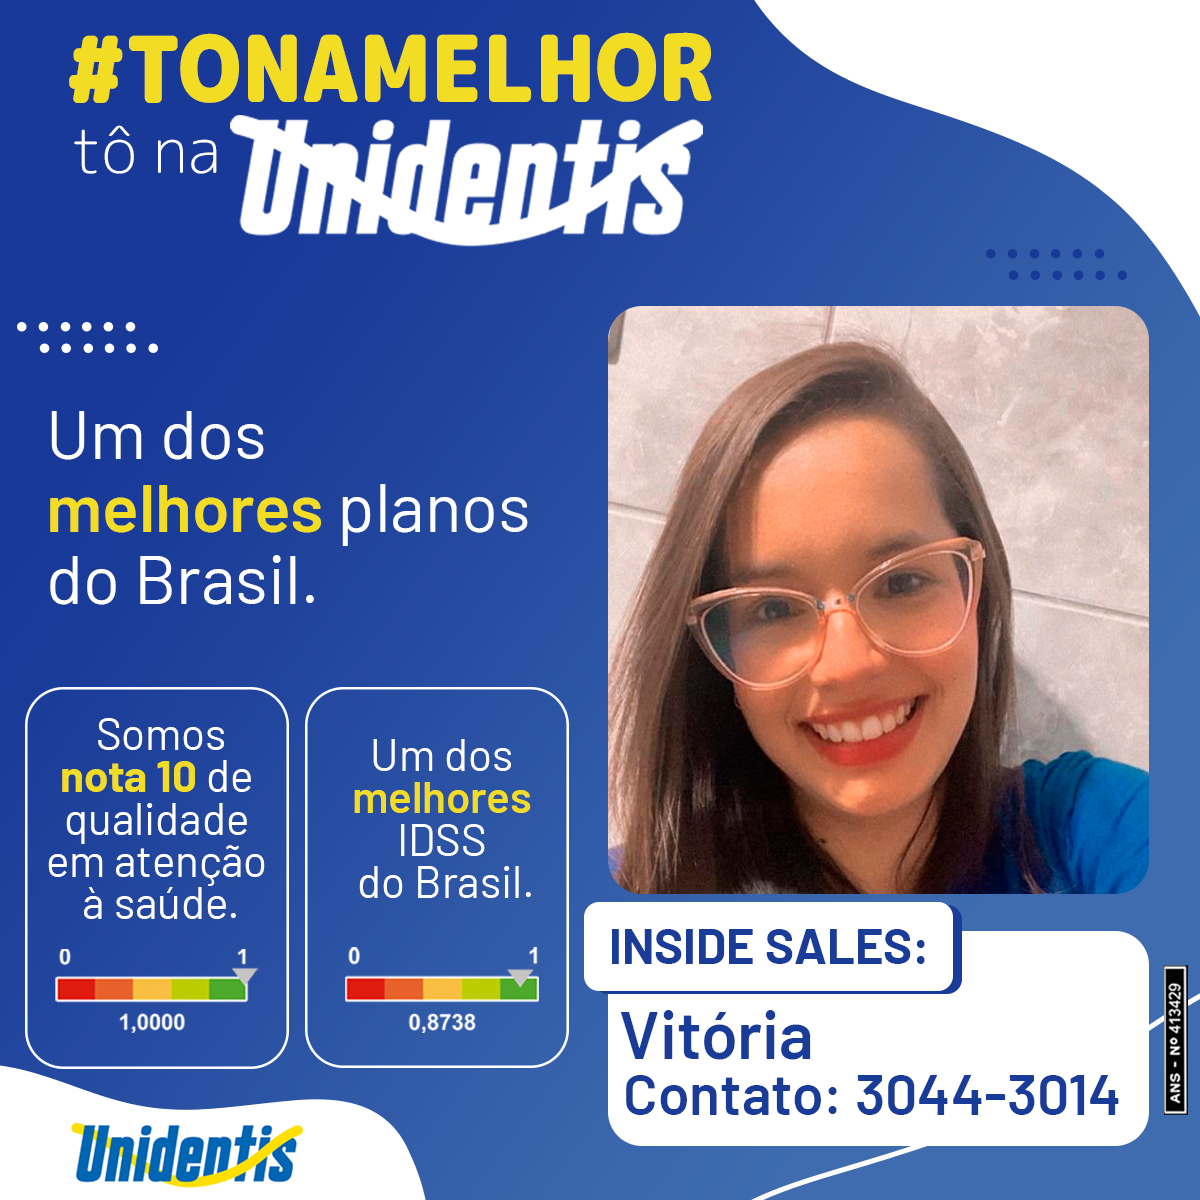 #TONAMELHOR
tô na Unidentis
Um dos
melhores planos
do Brasil.
Somos
nota 10 de
qualidade
em atenção
à saúde.
0 1
1,0000
Um dos
melhores
IDSS
do Brasil.
0 1
0,8738
INSIDE SALES:
Vitória
Contato: 3044-3014
ANS - Nº 413429
Unidentis